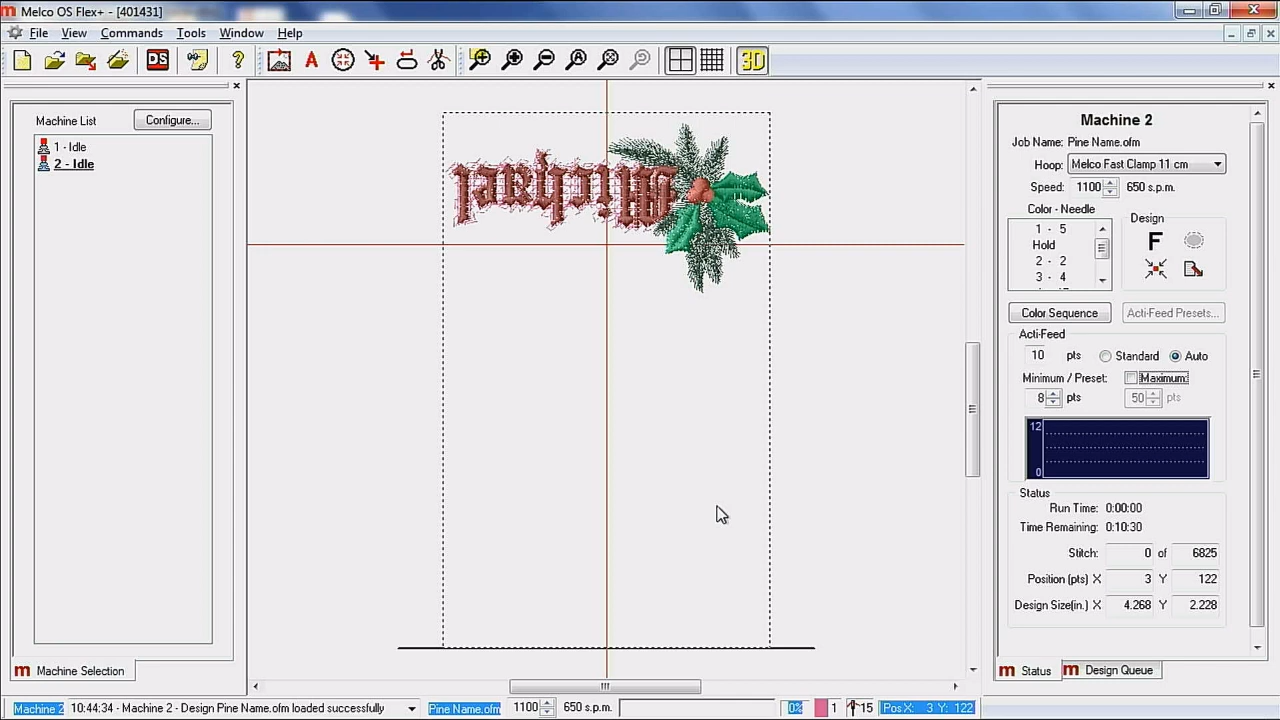 Melco OS Flex+ - [401431]
File View Commands Tools Window Help
DS ? A 3D
Machine List Configure...
1 - Idle
2 - Idle
Machine Selection
Michael
Machine 2
Job Name: Pine Name.ofm
Hoop: Melco Fast Clamp 11 cm
Speed: 1100 650 s.p.m.
Color - Needle
1 - 5
Hold
2 - 2
3 - 4
Design
F
Color Sequence Acti-Feed Presets...
Acti-Feed
10 pts Standard Auto
Minimum / Preset: Maximum:
8 pts 50 pts
12
0
Status
Run Time: 0:00:00
Time Remaining: 0:10:30
Stitch: 0 of 6825
Position (pts) X 3 Y 122
Design Size(in.) X 4.268 Y 2.228
Status Design Queue
Machine 2 10:44:34 - Machine 2 - Design Pine Name.ofm loaded successfully Pine Name.ofm 1100 650 s.p.m. 0% 1 15 Pos X: 3 Y: 122